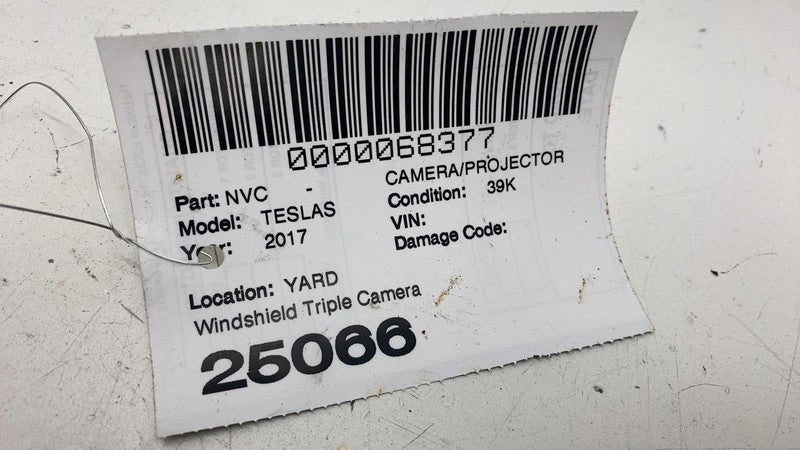 0000068377
Part: NVC - CAMERA/PROJECTOR
Model: TESLAS Condition: 39K
Year: 2017 VIN:
Damage Code:
Location: YARD
Windshield Triple Camera
25066